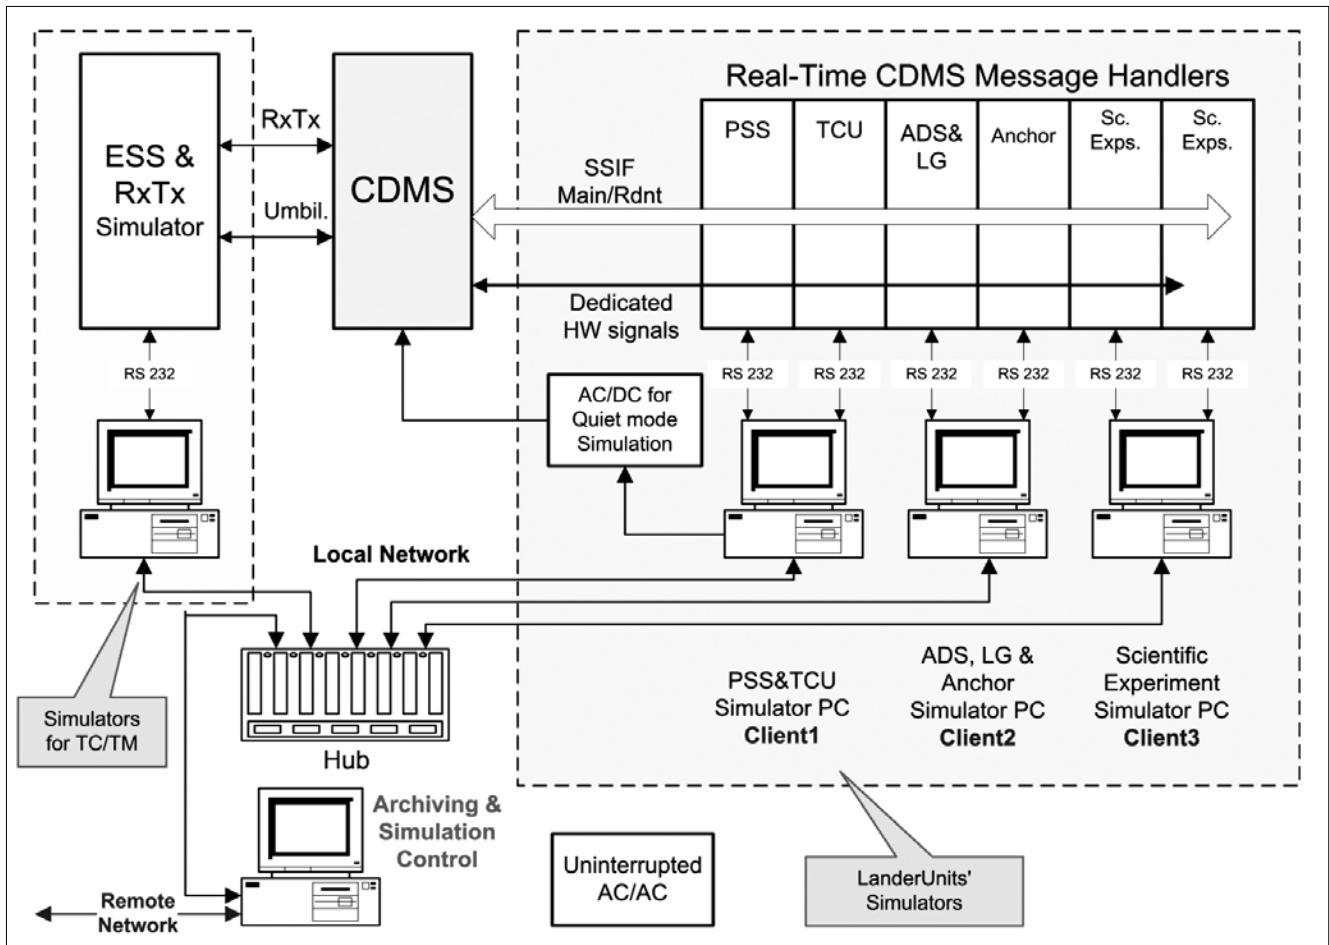 Real-Time CDMS Message Handlers
ESS &
RxTx
Simulator
RxTx
Umbil.
CDMS
SSIF
Main/Rdnt
Dedicated
HW signals
PSS
TCU
ADS&
LG
Anchor
Sc.
Exps.
Sc.
Exps.
RS 232
RS 232
RS 232
RS 232
RS 232
RS 232
RS 232
AC/DC for
Quiet mode
Simulation
Local Network
Simulators
for TC/TM
Hub
PSS&TCU
Simulator PC
Client1
ADS, LG &
Anchor
Simulator PC
Client2
Scientific
Experiment
Simulator PC
Client3
Archiving &
Simulation
Control
Remote
Network
Uninterrupted
AC/AC
LanderUnits'
Simulators